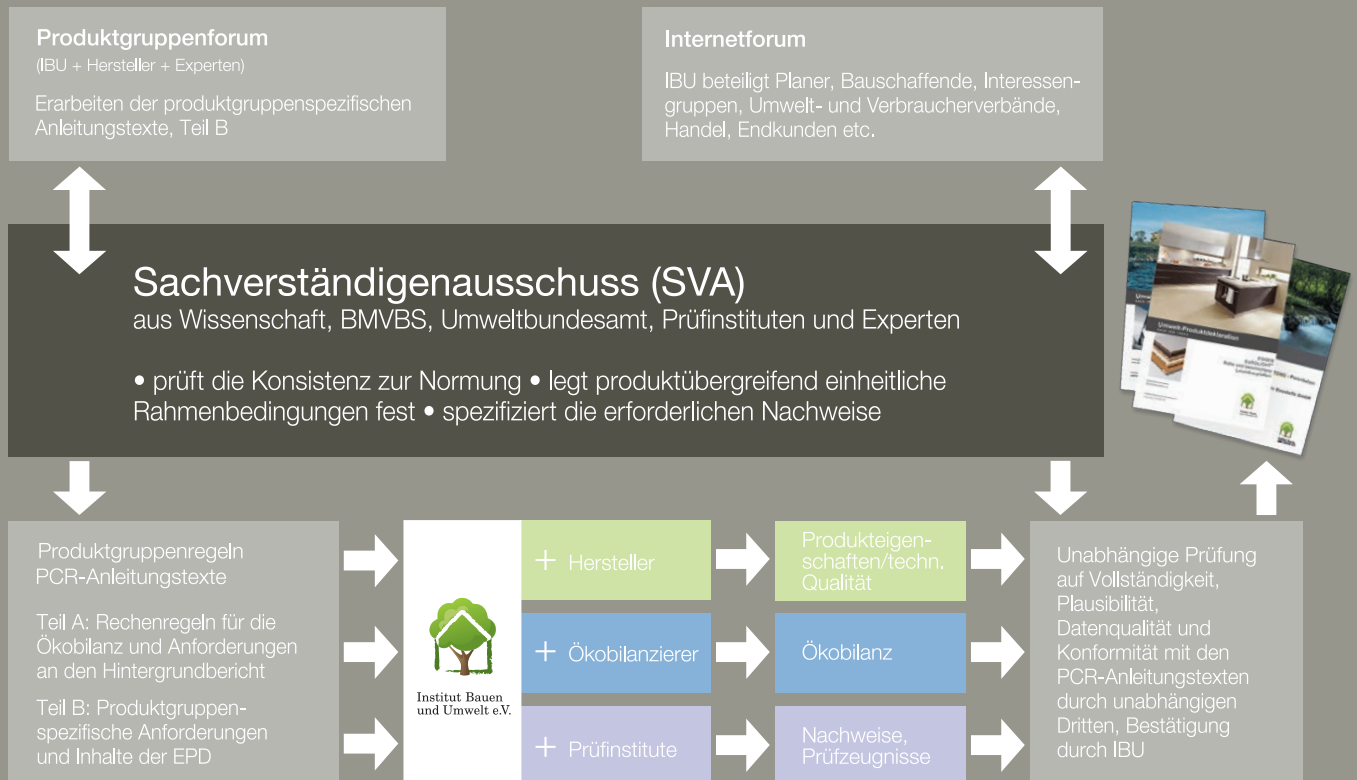 Produktgruppenforum
(IBU + Hersteller + Experten)
Erarbeiten der produktgruppenspezifischen
Anleitungstexte, Teil B
Internetforum
IBU beteiligt Planer, Bauschaffende, Interessen-
gruppen, Umwelt- und Verbraucherverbände,
Handel, Endkunden etc.
Sachverständigenausschuss (SVA)
aus Wissenschaft, BMVBS, Umweltbundesamt, Prüfinstituten und Experten
• prüft die Konsistenz zur Normung • legt produktübergreifend einheitliche
Rahmenbedingungen fest • spezifiziert die erforderlichen Nachweise
Umwelt-Produktdeklaration
Produktgruppenregeln
PCR-Anleitungstexte
Teil A: Rechenregeln für die
Ökobilanz und Anforderungen
an den Hintergrundbericht
Teil B: Produktgruppen-
spezifische Anforderungen
und Inhalte der EPD
Institut Bauen
und Umwelt e.V.
+ Hersteller
+ Ökobilanzierer
+ Prüfinstitute
Produkteigen-
schaften/techn.
Qualität
Ökobilanz
Nachweise,
Prüfzeugnisse
Unabhängige Prüfung
auf Vollständigkeit,
Plausibilität,
Datenqualität und
Konformität mit den
PCR-Anleitungstexten
durch unabhängigen
Dritten, Bestätigung
durch IBU